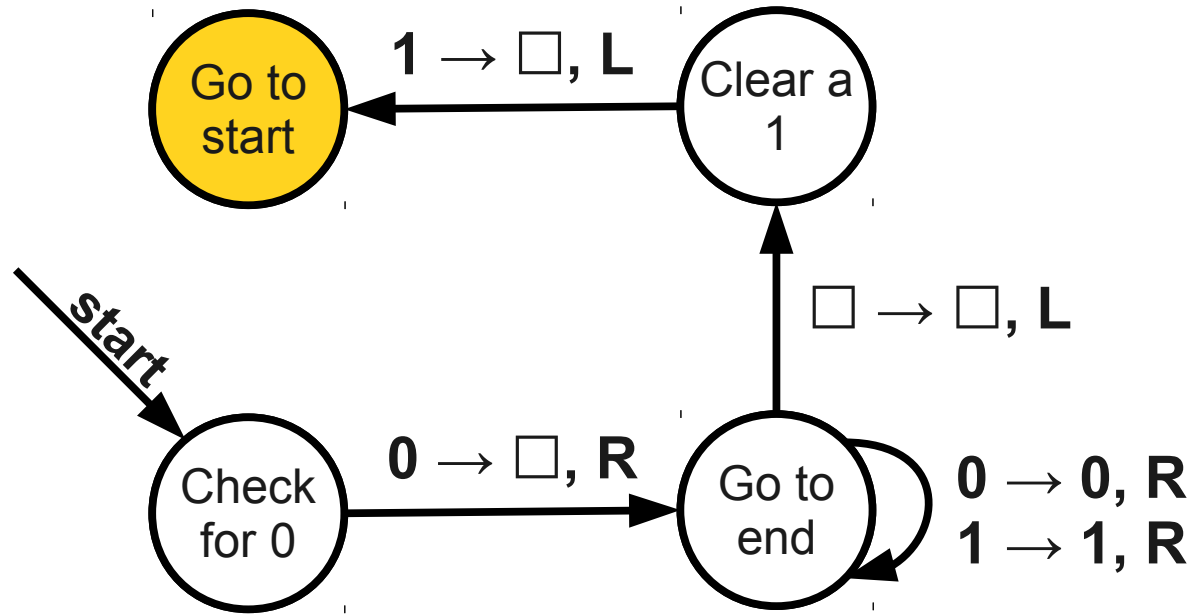 1 → □, L
Go to
start
Clear a
1
□ → □, L
start
0 → □, R
Check
for 0
Go to
end
0 → 0, R
1 → 1, R